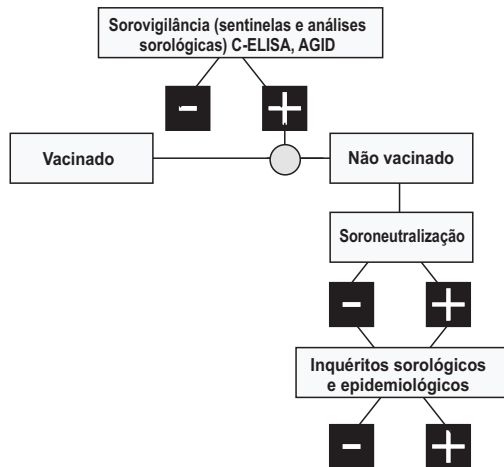 Sorovigilância (sentinelas e análises
sorológicas) C-ELISA, AGID
− +
Vacinado
Não vacinado
Soroneutralização
− +
Inquéritos sorológicos
e epidemiológicos
− +